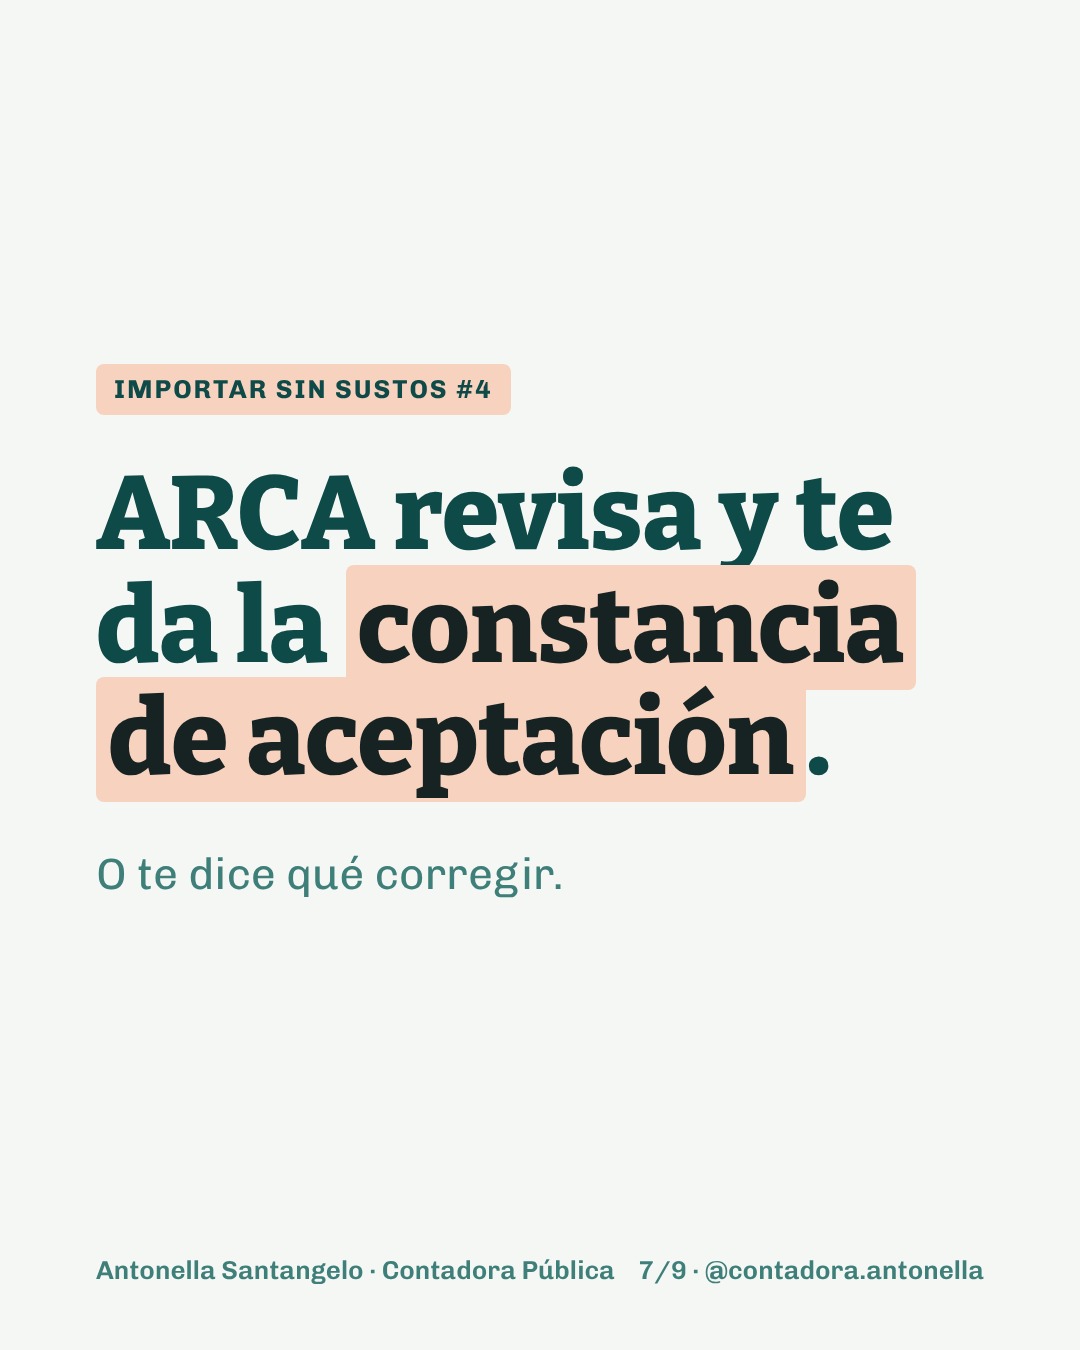 IMPORTAR SIN SUSTOS #4
ARCA revisa y te
da la constancia
de aceptación.
O te dice qué corregir.
Antonella Santangelo · Contadora Pública 7/9 · @contadora.antonella